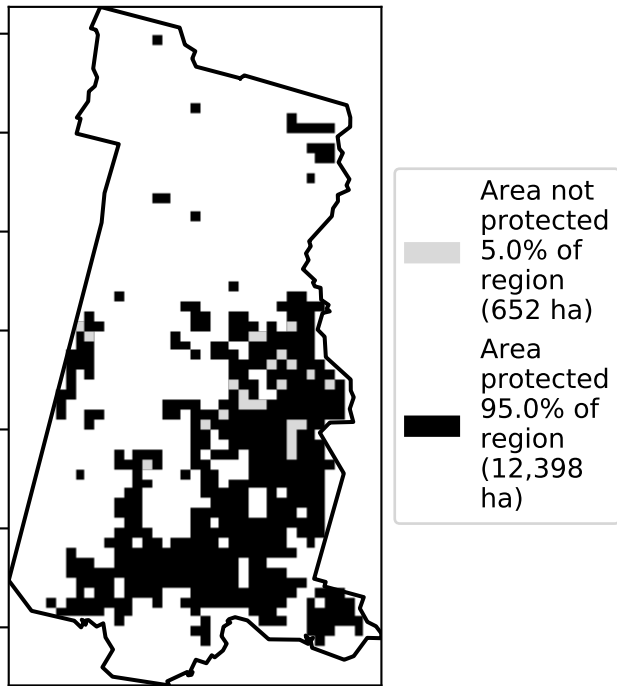 Area not
protected
5.0% of
region
(652 ha)
Area
protected
95.0% of
region
(12,398
ha)